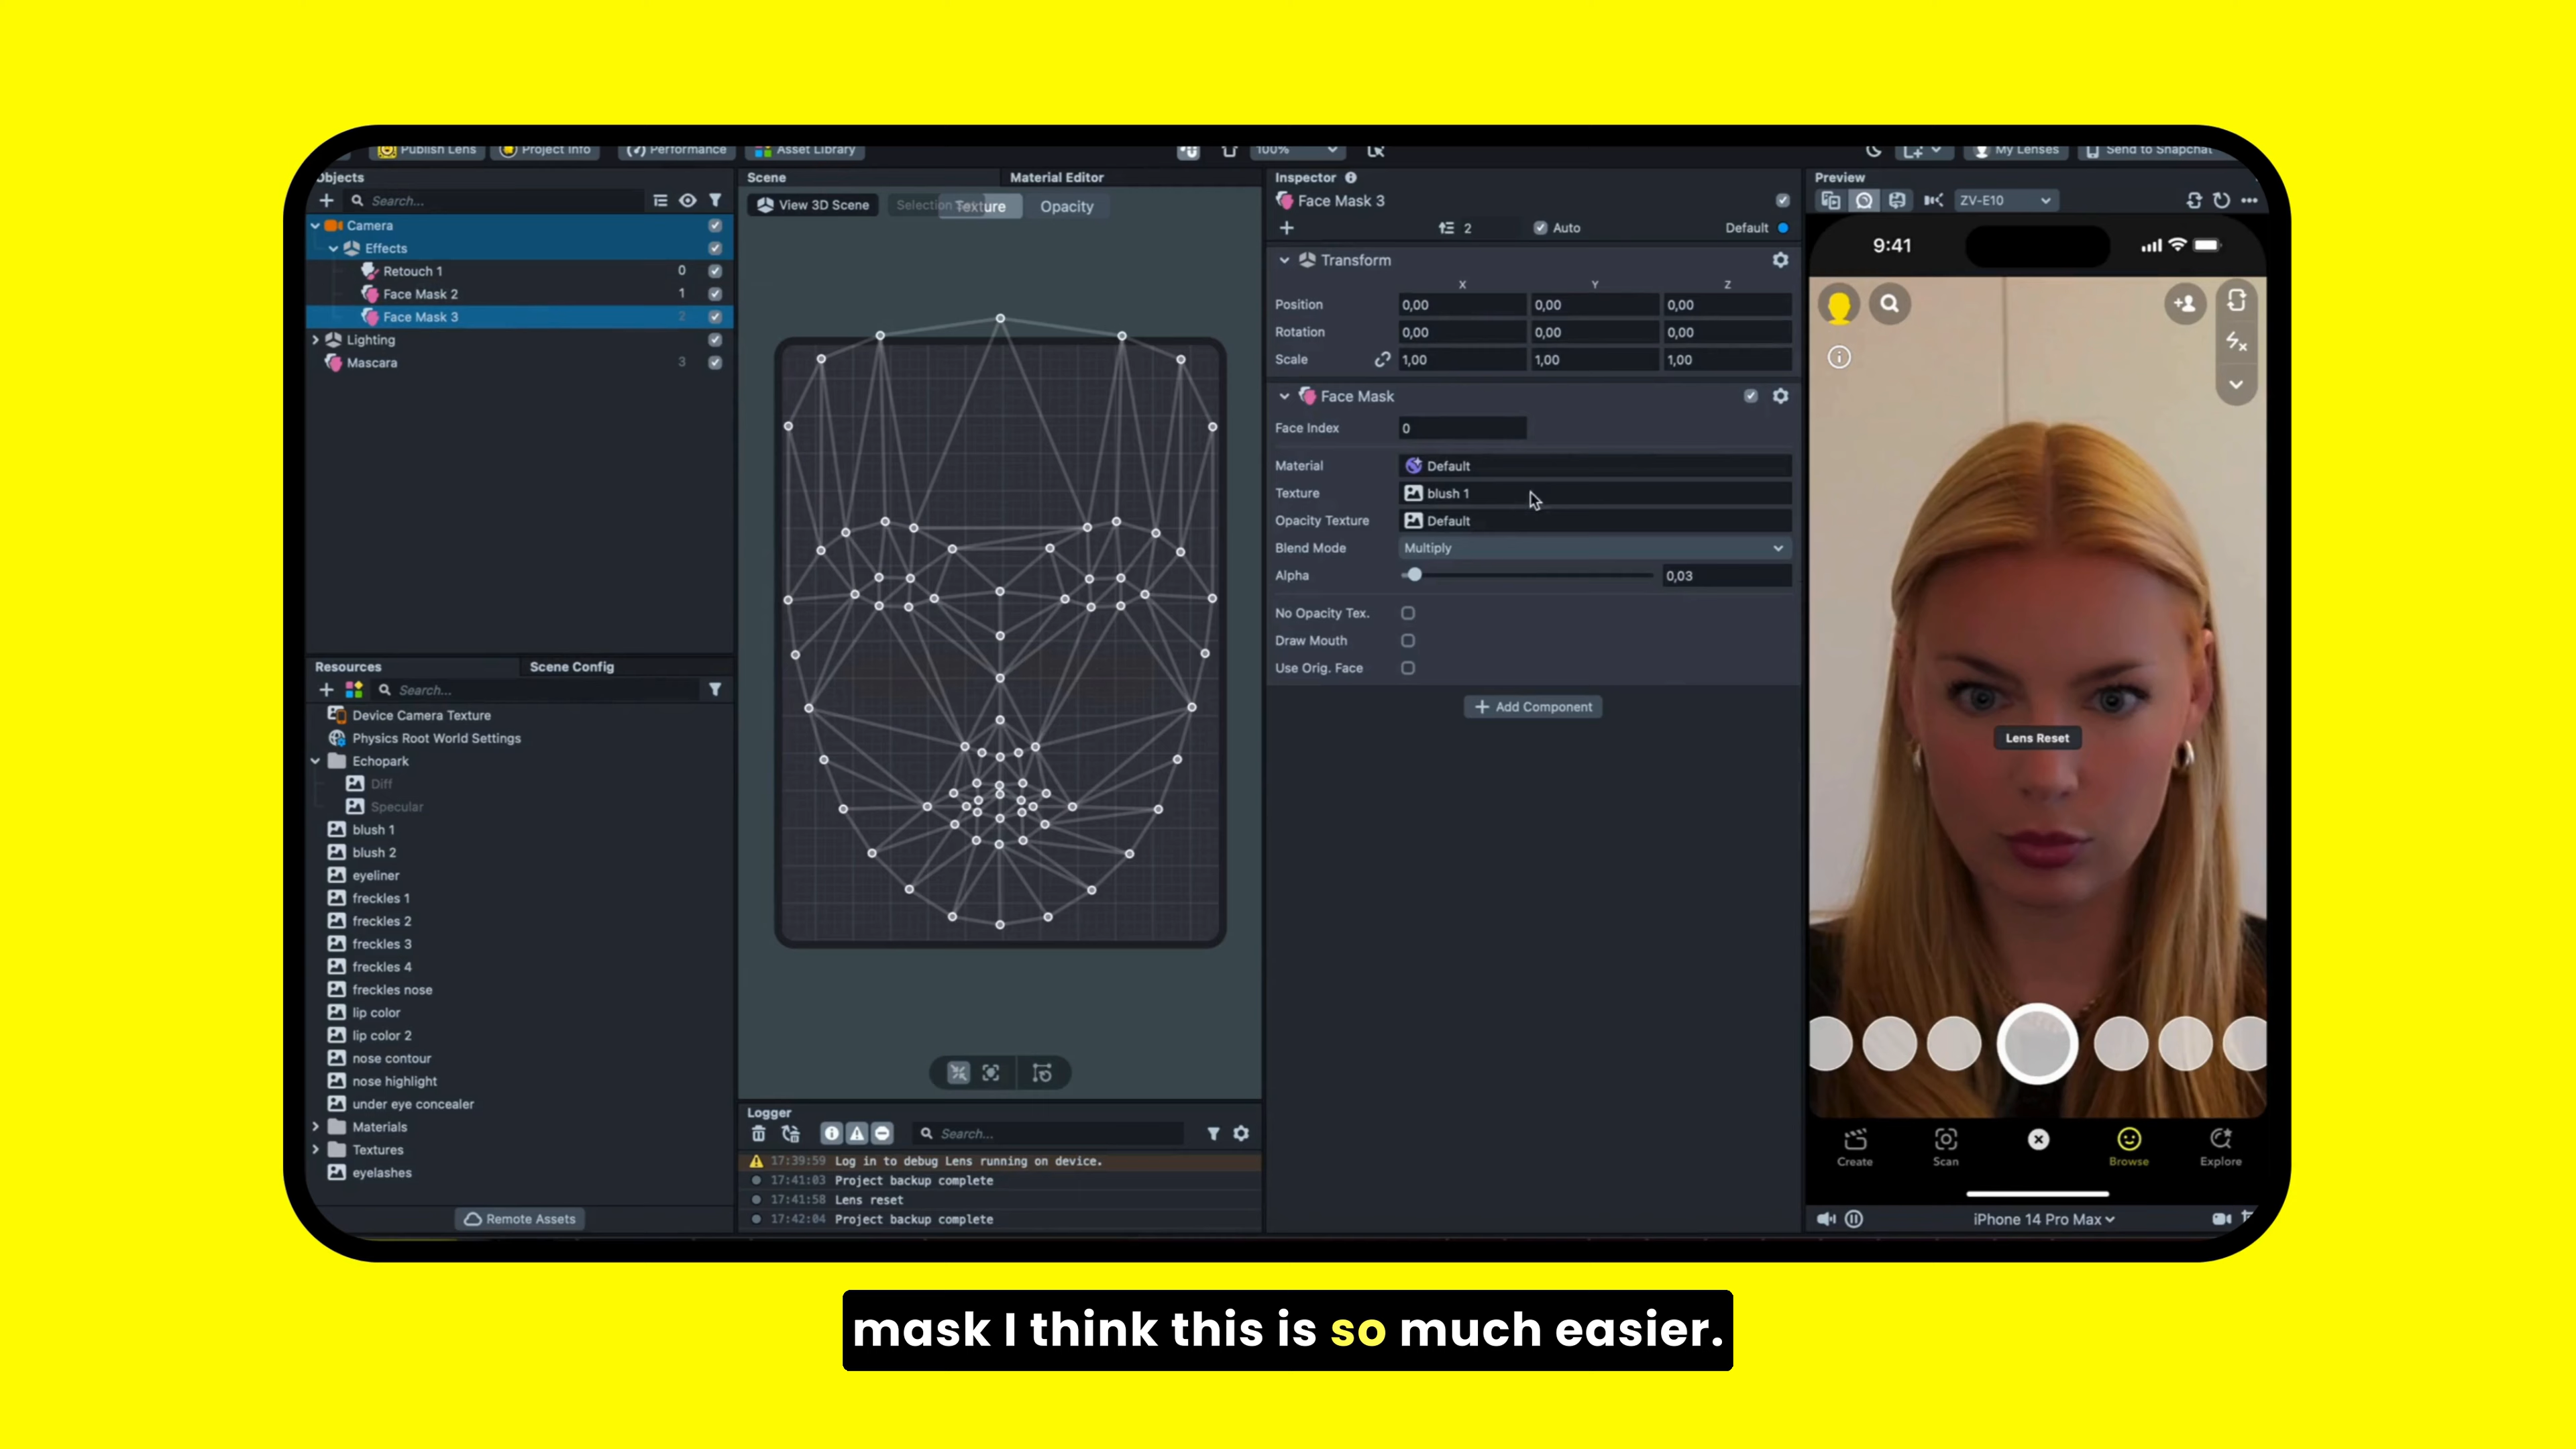 Publish Lens
Project Info
Performance
Asset Library
100%
My Lenses
Send to Snapchat
Objects
Search...
Camera
Effects
Retouch 1 0
Face Mask 2 1
Face Mask 3 2
Lighting
Mascara 3
Resources
Scene Config
Search...
Device Camera Texture
Physics Root World Settings
Echopark
Diff
Specular
blush 1
blush 2
eyeliner
freckles 1
freckles 2
freckles 3
freckles 4
freckles nose
lip color
lip color 2
nose contour
nose highlight
under eye concealer
Materials
Textures
eyelashes
Remote Assets
Scene
Material Editor
View 3D Scene
Texture
Opacity
Logger
Search...
17:39:59 Log in to debug Lens running on device.
17:41:03 Project backup complete
17:41:58 Lens reset
17:42:04 Project backup complete
Inspector
Face Mask 3
2 Auto Default
Transform
X Y Z
Position 0,00 0,00 0,00
Rotation 0,00 0,00 0,00
Scale 1,00 1,00 1,00
Face Mask
Face Index 0
Material Default
Texture blush 1
Opacity Texture Default
Blend Mode Multiply
Alpha 0,03
No Opacity Tex.
Draw Mouth
Use Orig. Face
+ Add Component
Preview
ZV-E10
9:41
Lens Reset
Create
Scan
Browse
Explore
iPhone 14 Pro Max
mask I think this is so much easier.